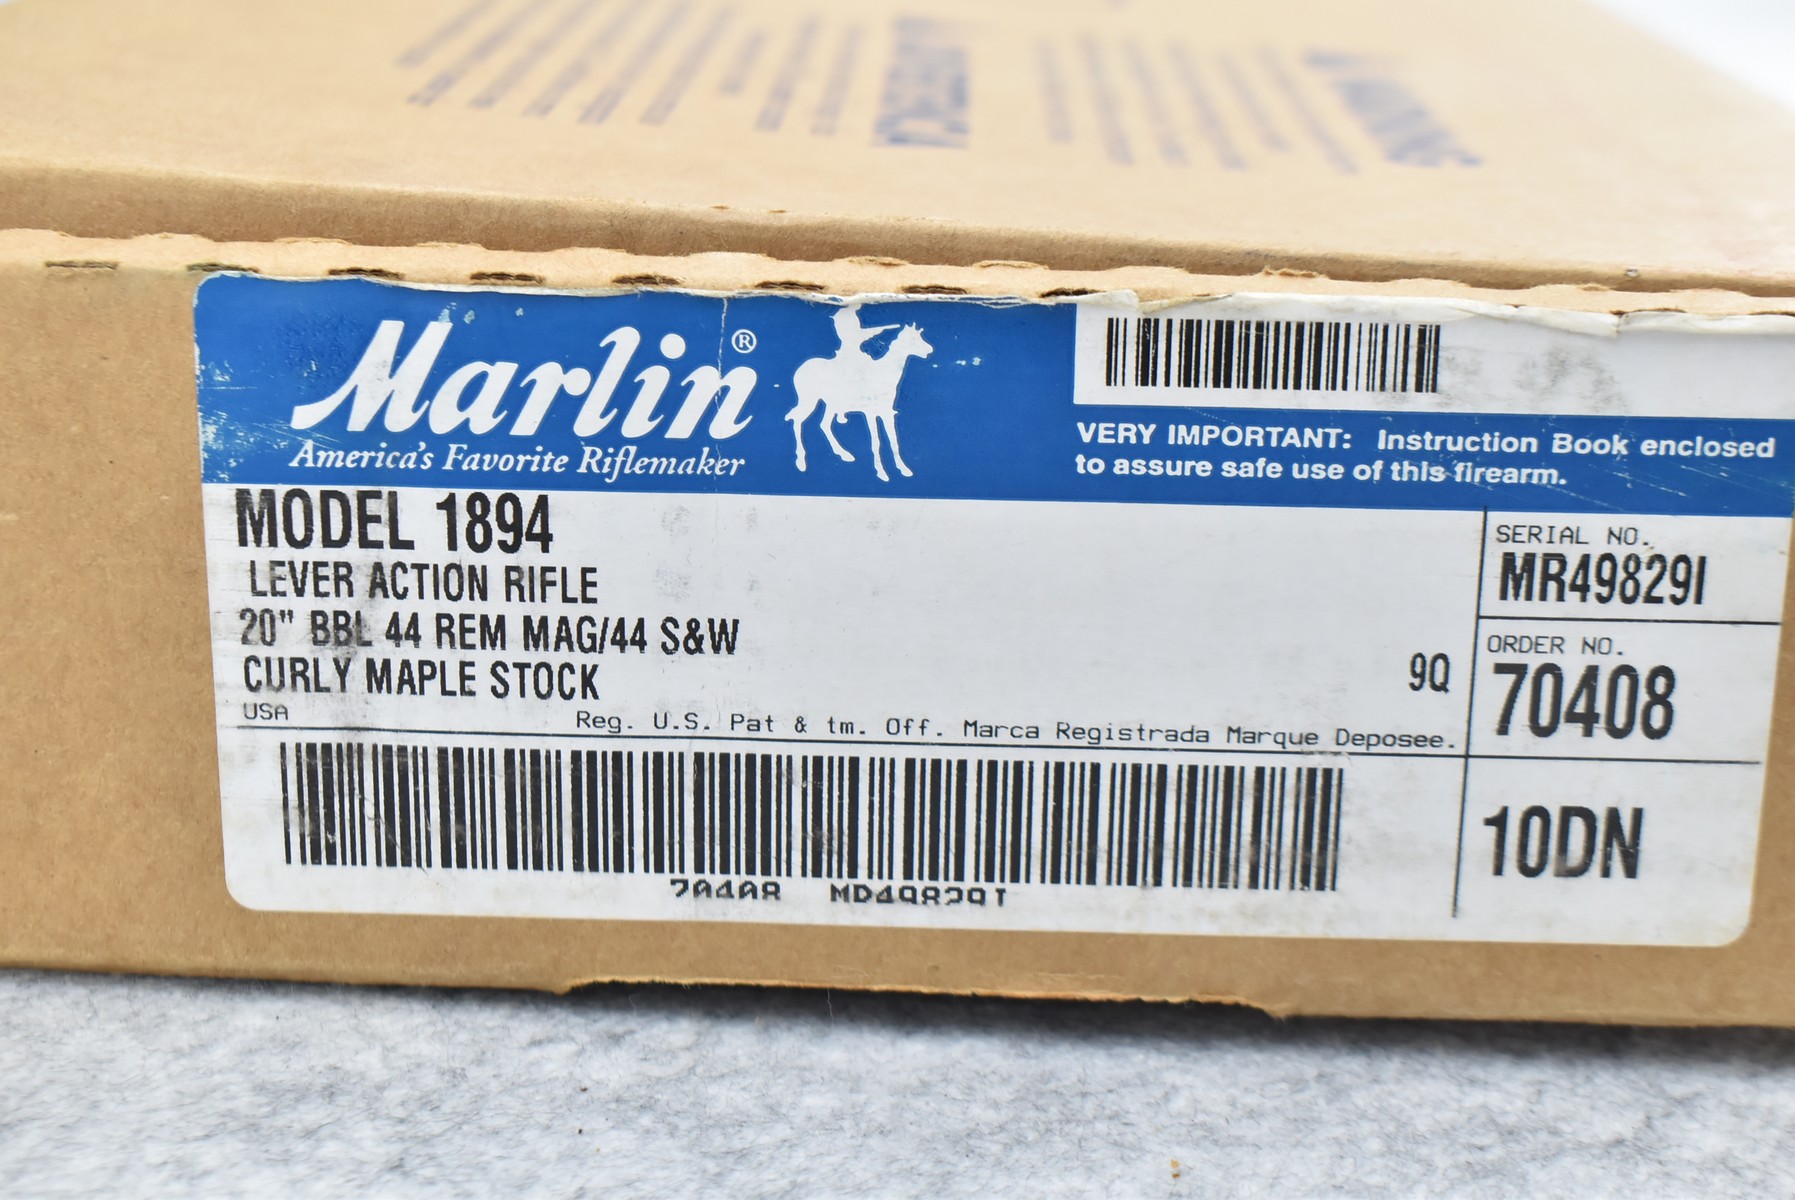 Marlin®
America's Favorite Riflemaker
VERY IMPORTANT: Instruction Book enclosed
to assure safe use of this firearm.
MODEL 1894
LEVER ACTION RIFLE
20" BBL 44 REM MAG/44 S&W
CURLY MAPLE STOCK
9Q
USA
Reg. U.S. Pat & tm. Off. Marca Registrada Marque Deposee.
SERIAL NO.
MR49829I
ORDER NO.
70408
10DN